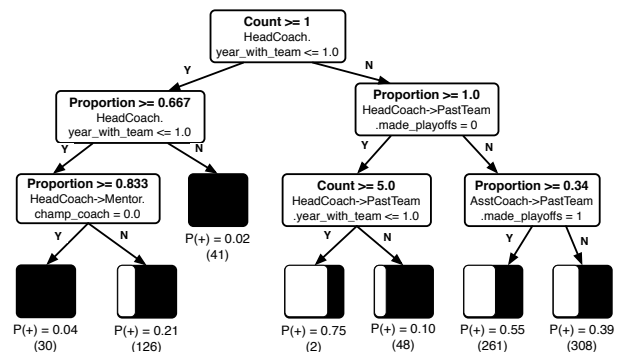 Count >= 1
HeadCoach.
year_with_team <= 1.0
Y
N
Proportion >= 0.667
HeadCoach.
year_with_team <= 1.0
Proportion >= 1.0
HeadCoach->PastTeam
.made_playoffs = 0
Y
N
Y
N
Proportion >= 0.833
HeadCoach->Mentor.
champ_coach = 0.0
P(+) = 0.02
(41)
Count >= 5.0
HeadCoach->PastTeam
.year_with_team <= 1.0
Proportion >= 0.34
AsstCoach->PastTeam
.made_playoffs = 1
Y
N
Y
N
Y
N
P(+) = 0.04
(30)
P(+) = 0.21
(126)
P(+) = 0.75
(2)
P(+) = 0.10
(48)
P(+) = 0.55
(261)
P(+) = 0.39
(308)